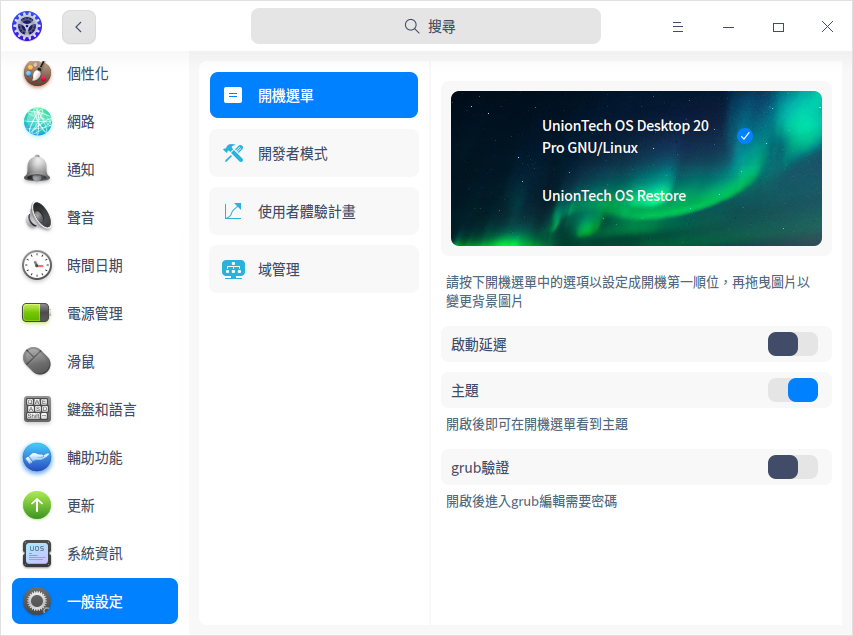 搜尋
個性化
網路
通知
聲音
時間日期
電源管理
滑鼠
鍵盤和語言
輔助功能
更新
系統資訊
一般設定
開機選單
開發者模式
使用者體驗計畫
域管理
UnionTech OS Desktop 20
Pro GNU/Linux
UnionTech OS Restore
請按下開機選單中的選項以設定成開機第一順位，再拖曳圖片以
變更背景圖片
啟動延遲
主題
開啟後即可在開機選單看到主題
grub驗證
開啟後進入grub編輯需要密碼